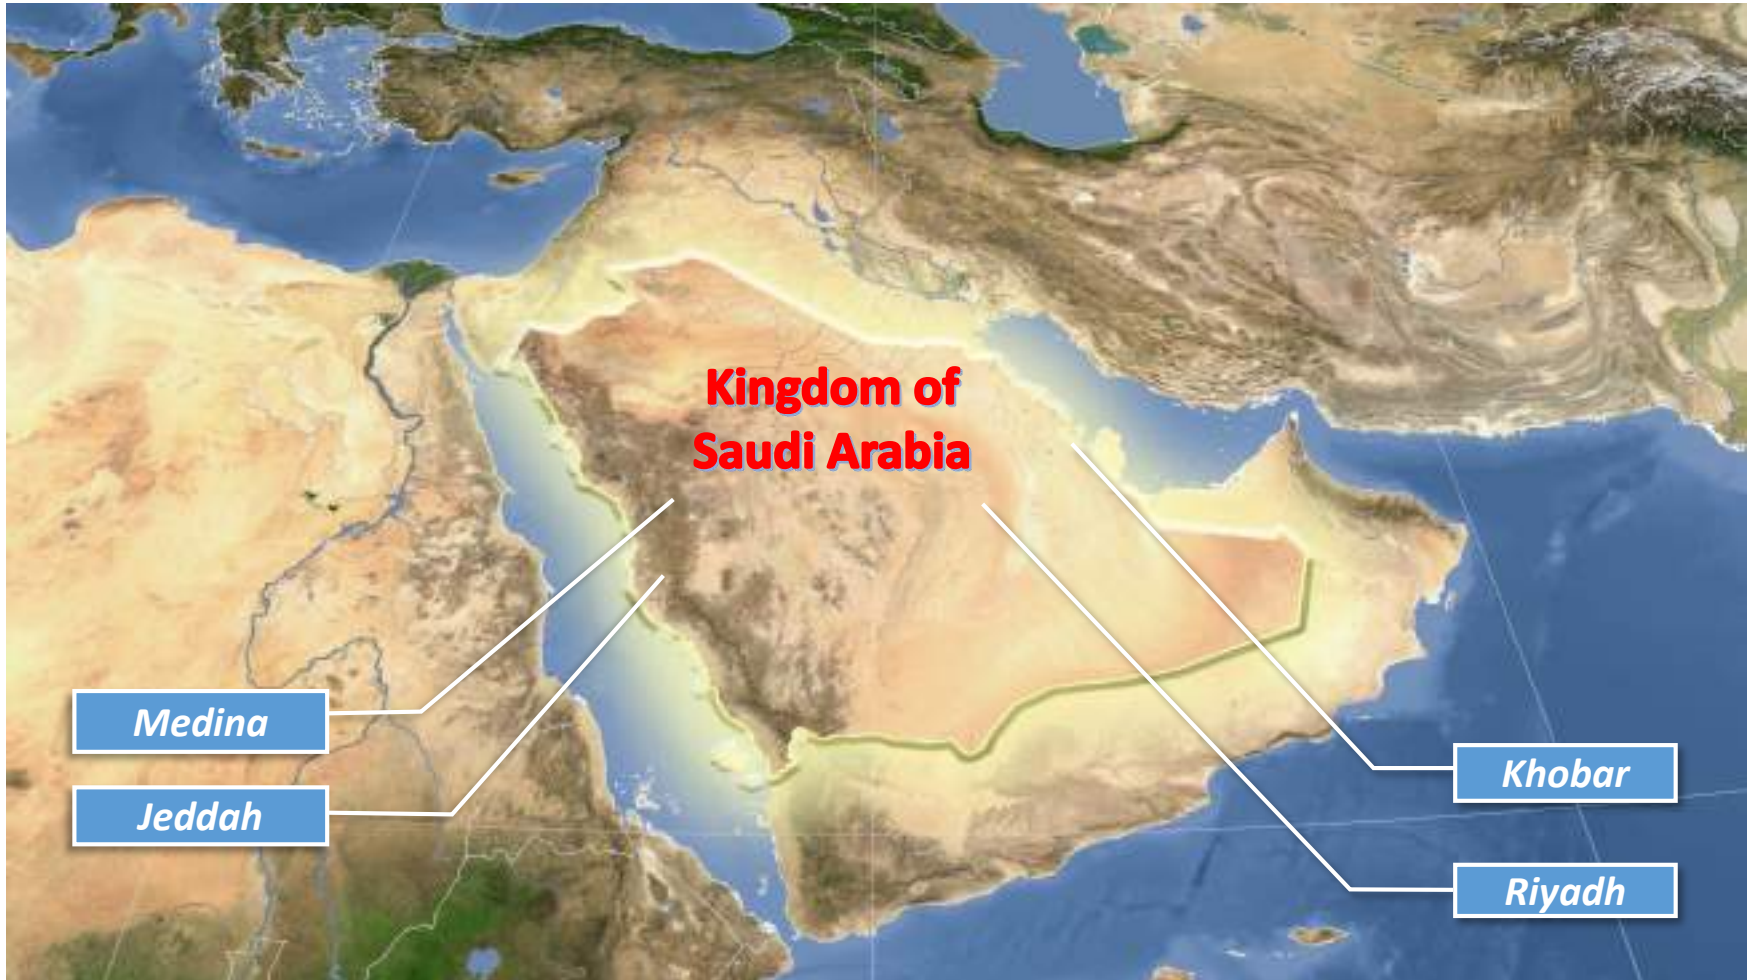 Kingdom of
Saudi Arabia
Medina
Jeddah
Khobar
Riyadh